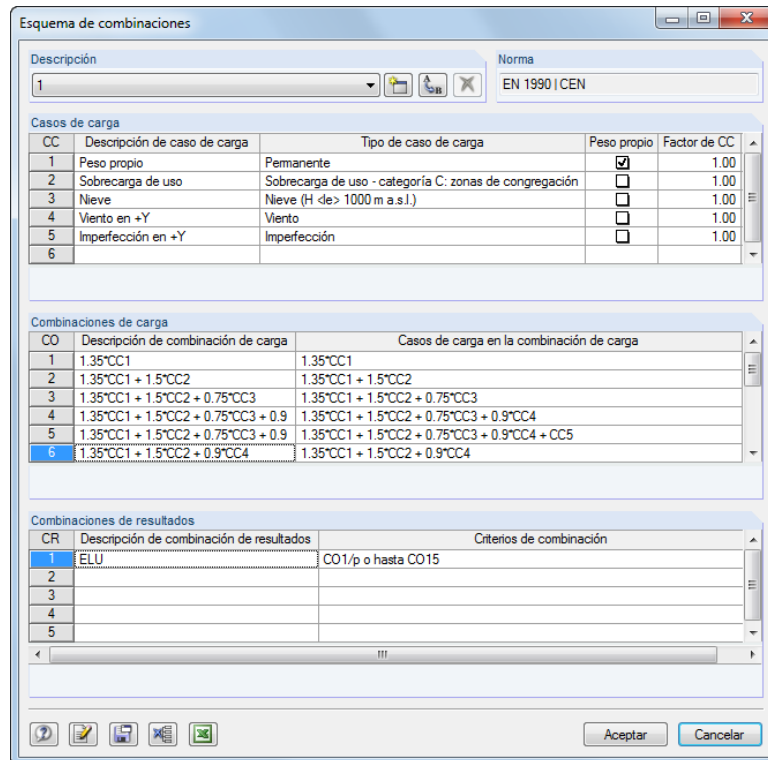 Esquema de combinaciones
Descripción
Norma
1
EN 1990 | CEN
Casos de carga
CC Descripción de caso de carga Tipo de caso de carga Peso propio Factor de CC
1 Peso propio Permanente 1.00
2 Sobrecarga de uso Sobrecarga de uso - categoría C: zonas de congregación 1.00
3 Nieve Nieve (H <le> 1000 m a.s.l.) 1.00
4 Viento en +Y Viento 1.00
5 Imperfección en +Y Imperfección 1.00
6
Combinaciones de carga
CO Descripción de combinación de carga Casos de carga en la combinación de carga
1 1.35*CC1 1.35*CC1
2 1.35*CC1 + 1.5*CC2 1.35*CC1 + 1.5*CC2
3 1.35*CC1 + 1.5*CC2 + 0.75*CC3 1.35*CC1 + 1.5*CC2 + 0.75*CC3
4 1.35*CC1 + 1.5*CC2 + 0.75*CC3 + 0.9 1.35*CC1 + 1.5*CC2 + 0.75*CC3 + 0.9*CC4
5 1.35*CC1 + 1.5*CC2 + 0.75*CC3 + 0.9 1.35*CC1 + 1.5*CC2 + 0.75*CC3 + 0.9*CC4 + CC5
6 1.35*CC1 + 1.5*CC2 + 0.9*CC4 1.35*CC1 + 1.5*CC2 + 0.9*CC4
Combinaciones de resultados
CR Descripción de combinación de resultados Criterios de combinación
1 ELU CO1/p o hasta CO15
2
3
4
5
Aceptar
Cancelar